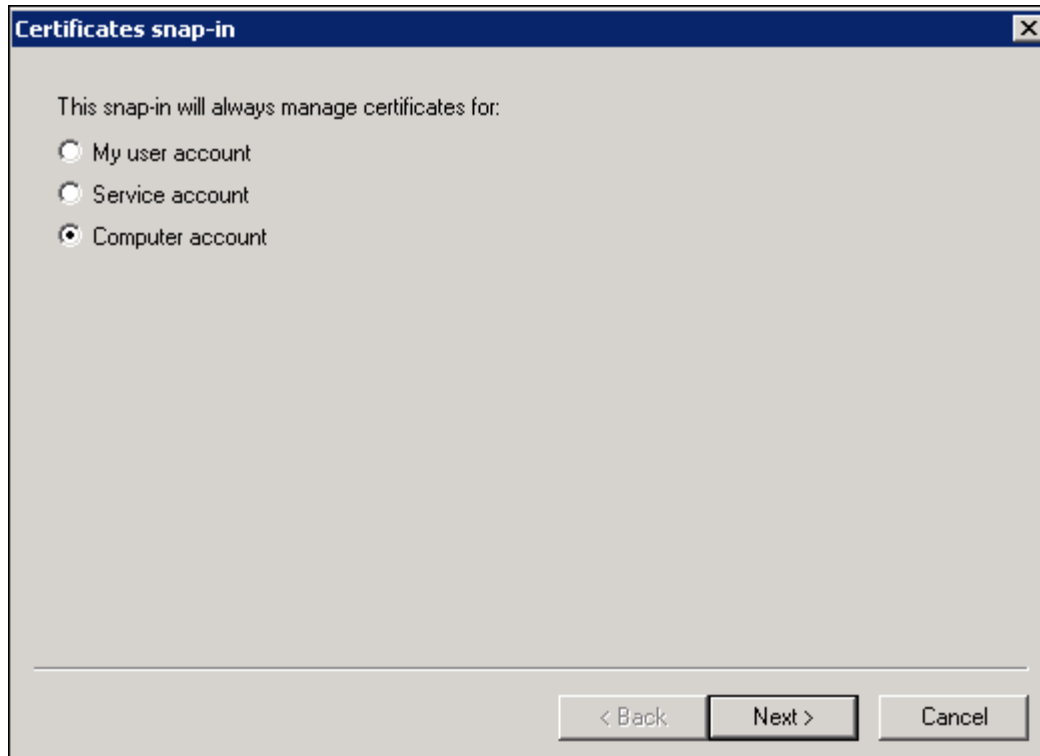 Certificates snap-in
This snap-in will always manage certificates for:
My user account
Service account
Computer account
< Back
Next >
Cancel